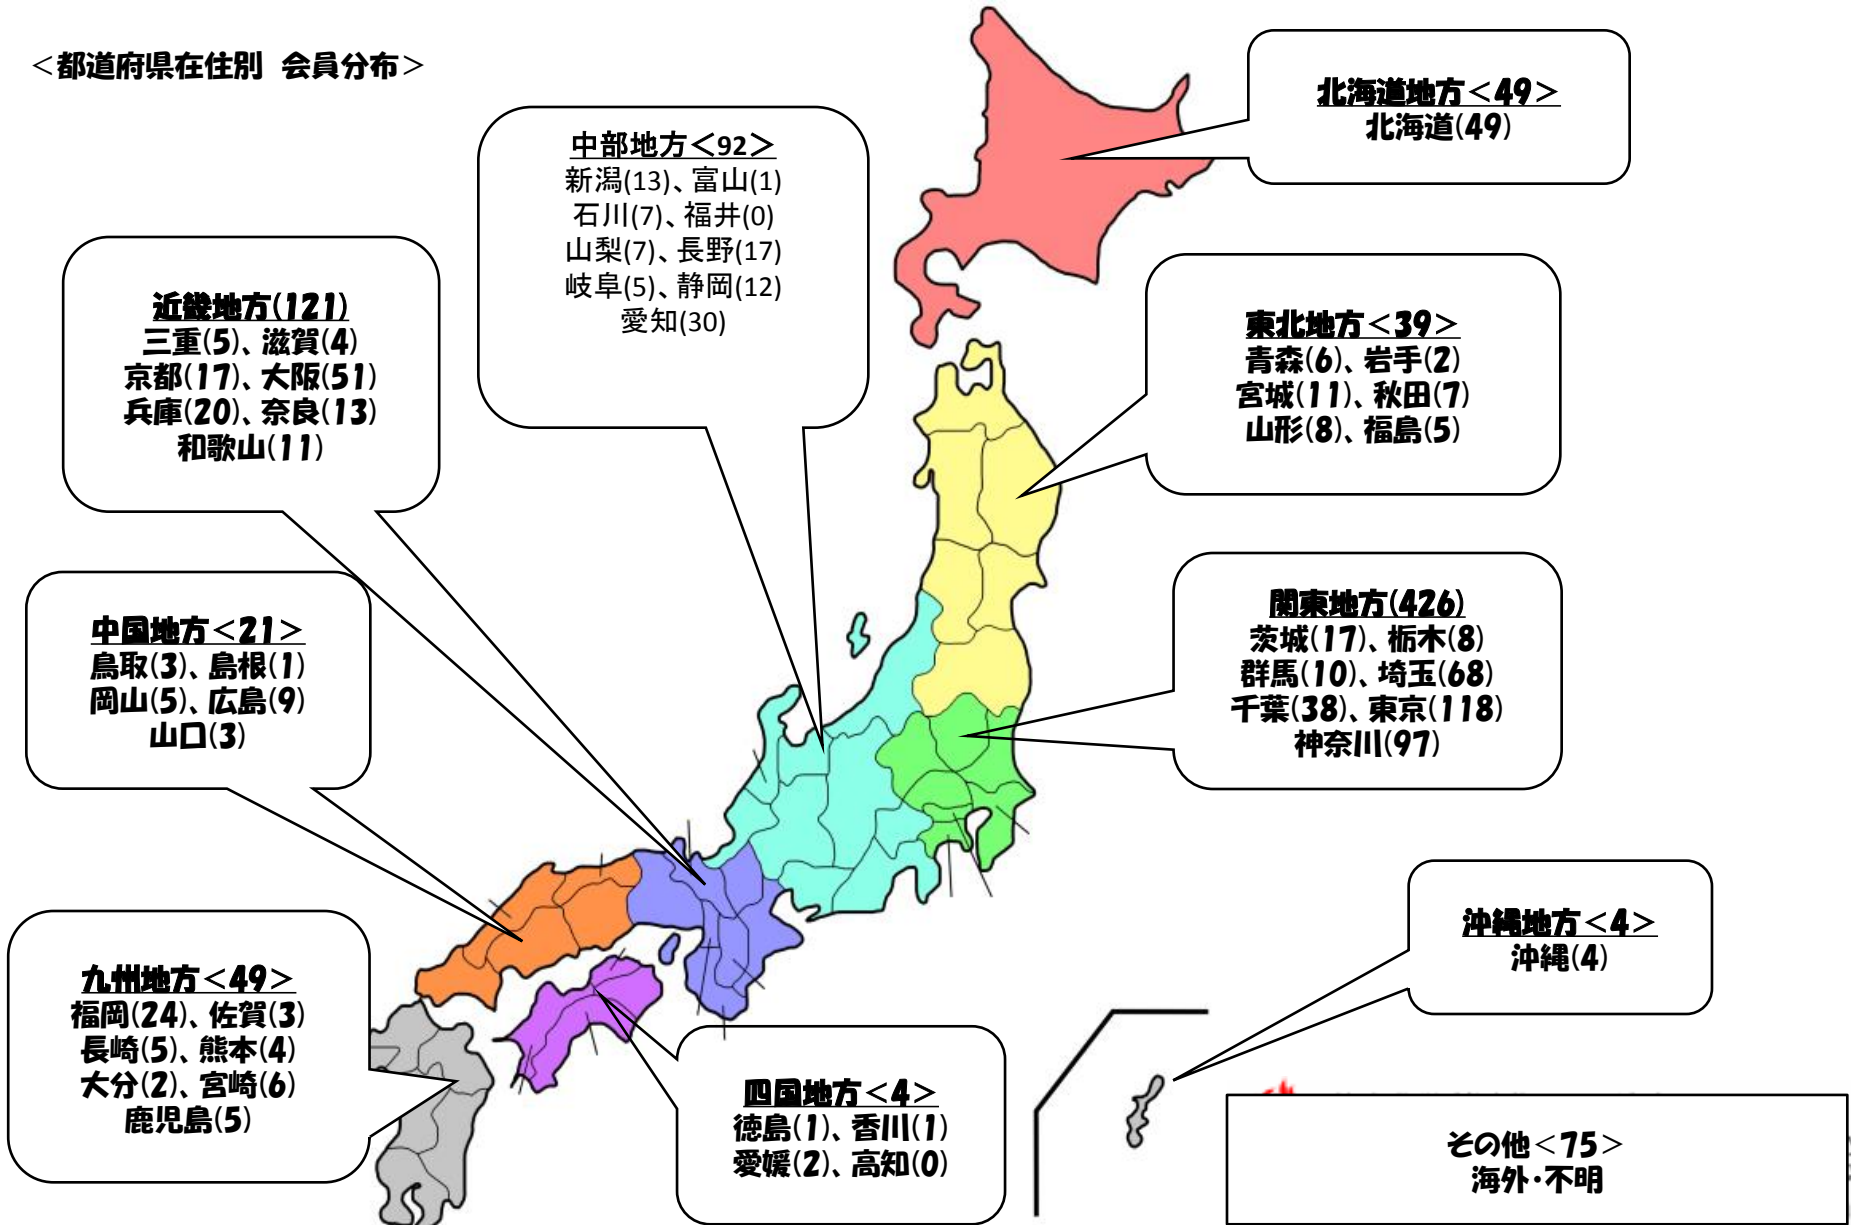 ＜都道府県在住別 会員分布＞
北海道地方＜49＞
北海道(49)
中部地方＜92＞
新潟(13)、富山(1)
石川(7)、福井(0)
山梨(7)、長野(17)
岐阜(5)、静岡(12)
愛知(30)
近畿地方(121)
三重(5)、滋賀(4)
京都(17)、大阪(51)
兵庫(20)、奈良(13)
和歌山(11)
東北地方＜39＞
青森(6)、岩手(2)
宮城(11)、秋田(7)
山形(8)、福島(5)
中国地方＜21＞
鳥取(3)、島根(1)
岡山(5)、広島(9)
山口(3)
関東地方(426)
茨城(17)、栃木(8)
群馬(10)、埼玉(68)
千葉(38)、東京(118)
神奈川(97)
九州地方＜49＞
福岡(24)、佐賀(3)
長崎(5)、熊本(4)
大分(2)、宮崎(6)
鹿児島(5)
四国地方＜4＞
徳島(1)、香川(1)
愛媛(2)、高知(0)
沖縄地方＜4＞
沖縄(4)
その他＜75＞
海外・不明